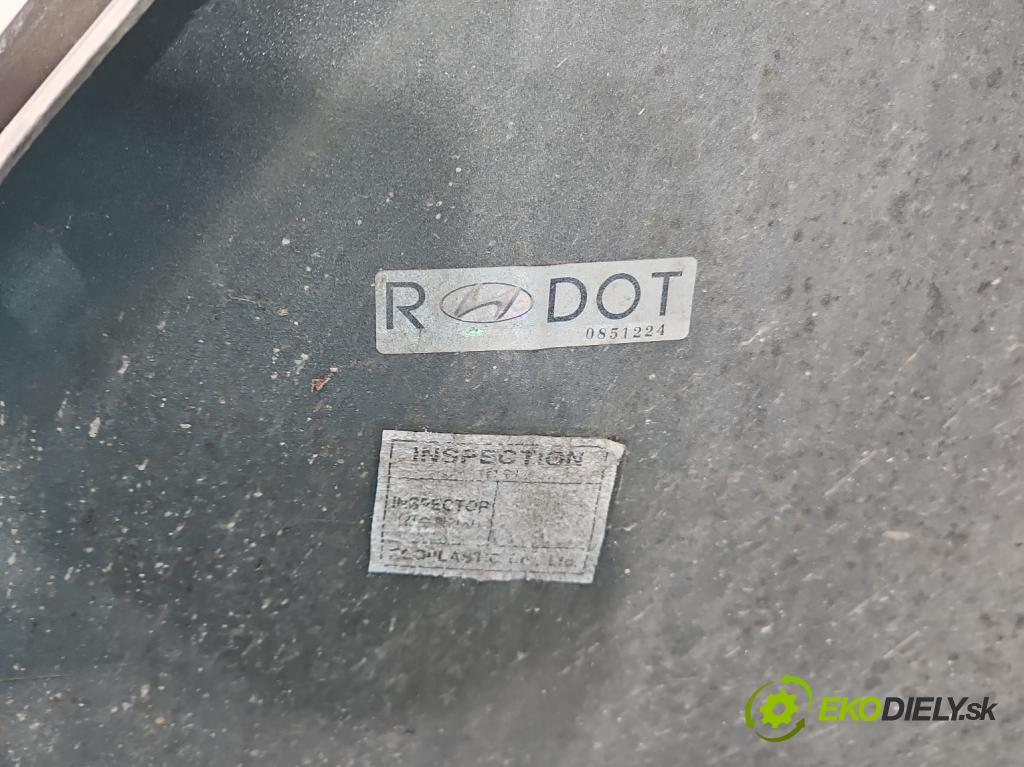 R DOT
0851224
INSPECTION
INSPECTOR
EKODIELY.sk